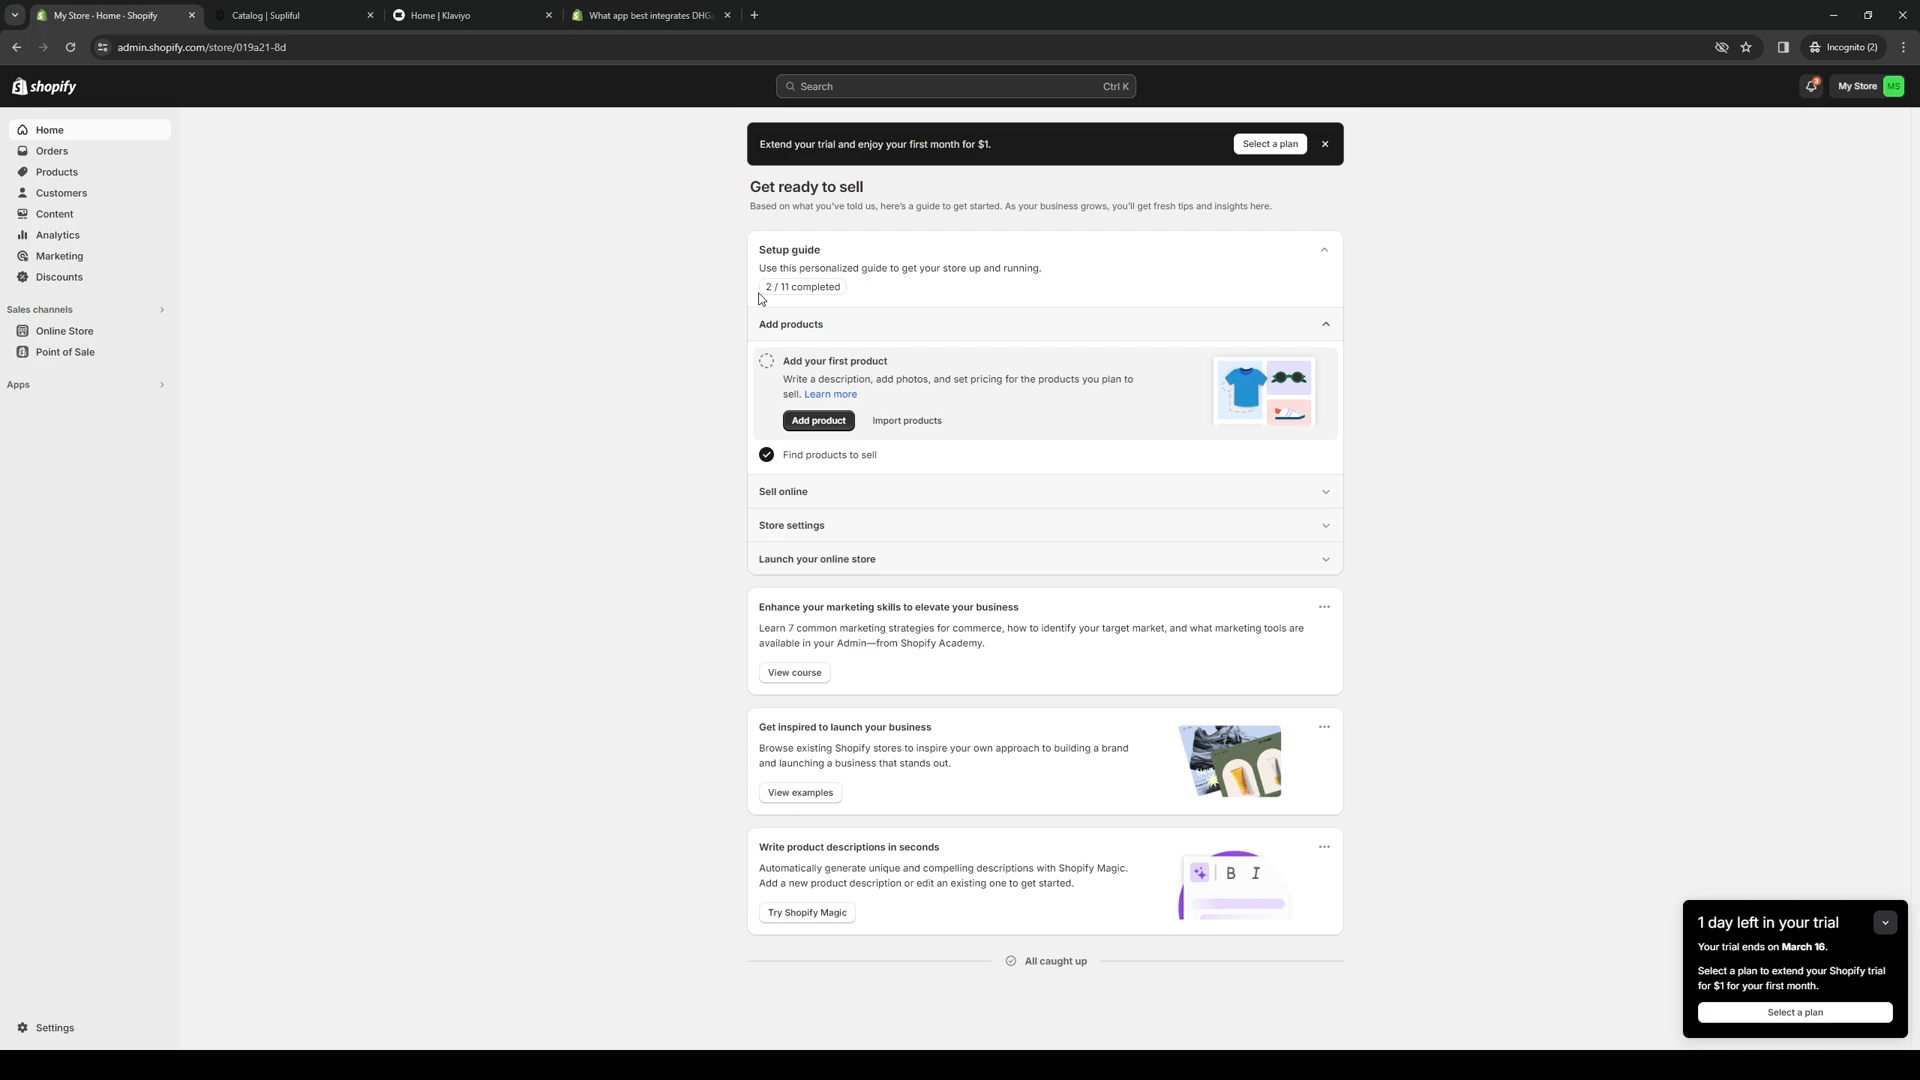 My Store · Home · Shopify
Catalog | Supliful
Home | Klaviyo
What app best integrates DHG
admin.shopify.com/store/019a21-8d
Incognito (2)
shopify
Search
Ctrl K
3
My Store
MS
Home
Orders
Products
Customers
Content
Analytics
Marketing
Discounts
Sales channels
Online Store
Point of Sale
Apps
Settings
Extend your trial and enjoy your first month for $1.
Select a plan
Get ready to sell
Based on what you've told us, here's a guide to get started. As your business grows, you'll get fresh tips and insights here.
Setup guide
Use this personalized guide to get your store up and running.
2 / 11 completed
Add products
Add your first product
Write a description, add photos, and set pricing for the products you plan to
sell. Learn more
Add product
Import products
Find products to sell
Sell online
Store settings
Launch your online store
Enhance your marketing skills to elevate your business
Learn 7 common marketing strategies for commerce, how to identify your target market, and what marketing tools are
available in your Admin—from Shopify Academy.
View course
Get inspired to launch your business
Browse existing Shopify stores to inspire your own approach to building a brand
and launching a business that stands out.
View examples
Write product descriptions in seconds
Automatically generate unique and compelling descriptions with Shopify Magic.
Add a new product description or edit an existing one to get started.
Try Shopify Magic
B I
All caught up
1 day left in your trial
Your trial ends on March 16.
Select a plan to extend your Shopify trial
for $1 for your first month.
Select a plan